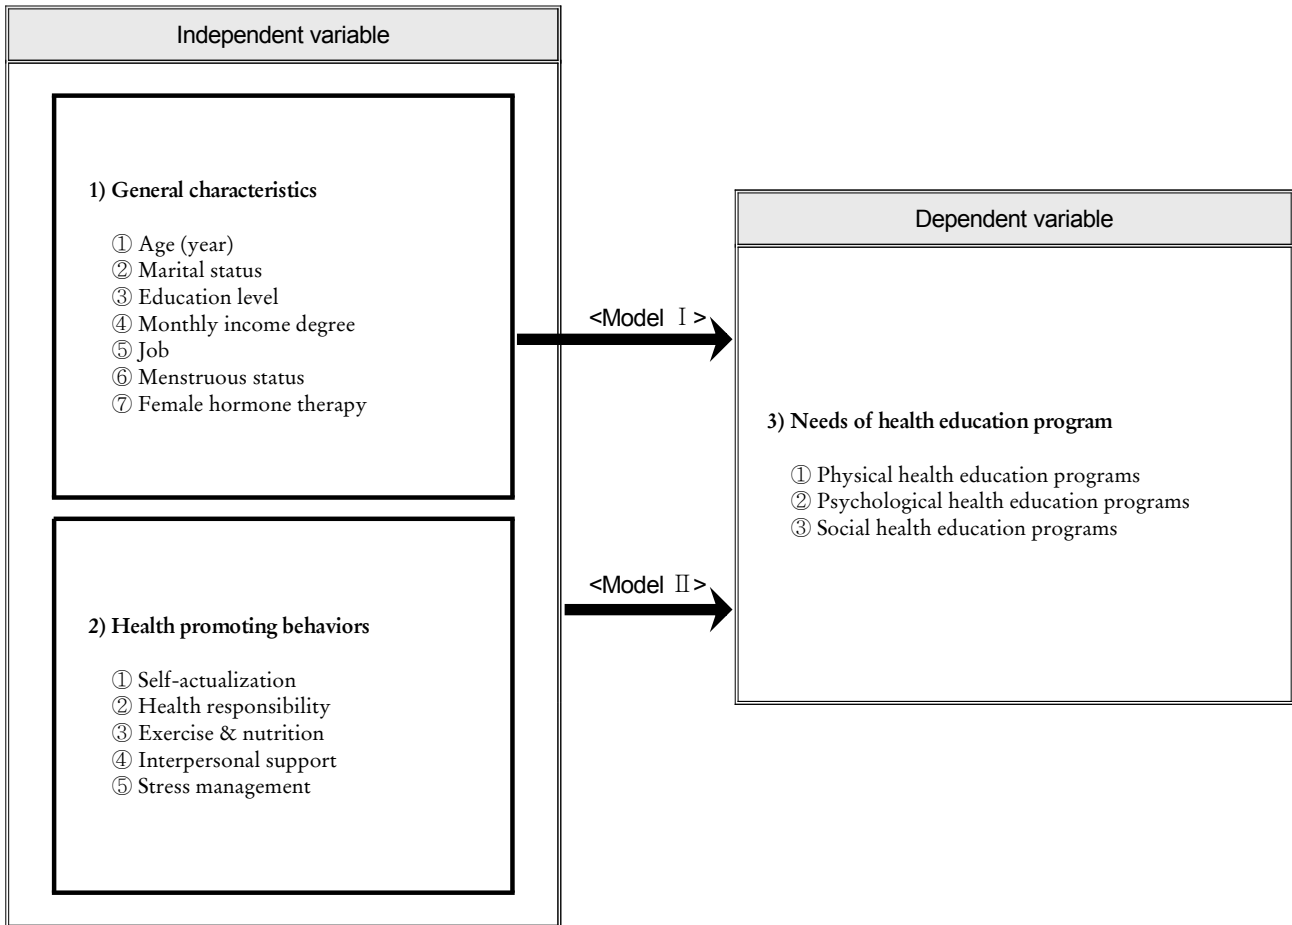 Independent variable
1) General characteristics
① Age (year)
② Marital status
③ Education level
④ Monthly income degree
⑤ Job
⑥ Menstruous status
⑦ Female hormone therapy
2) Health promoting behaviors
① Self-actualization
② Health responsibility
③ Exercise & nutrition
④ Interpersonal support
⑤ Stress management
<Model Ⅰ>
<Model Ⅱ>
Dependent variable
3) Needs of health education program
① Physical health education programs
② Psychological health education programs
③ Social health education programs